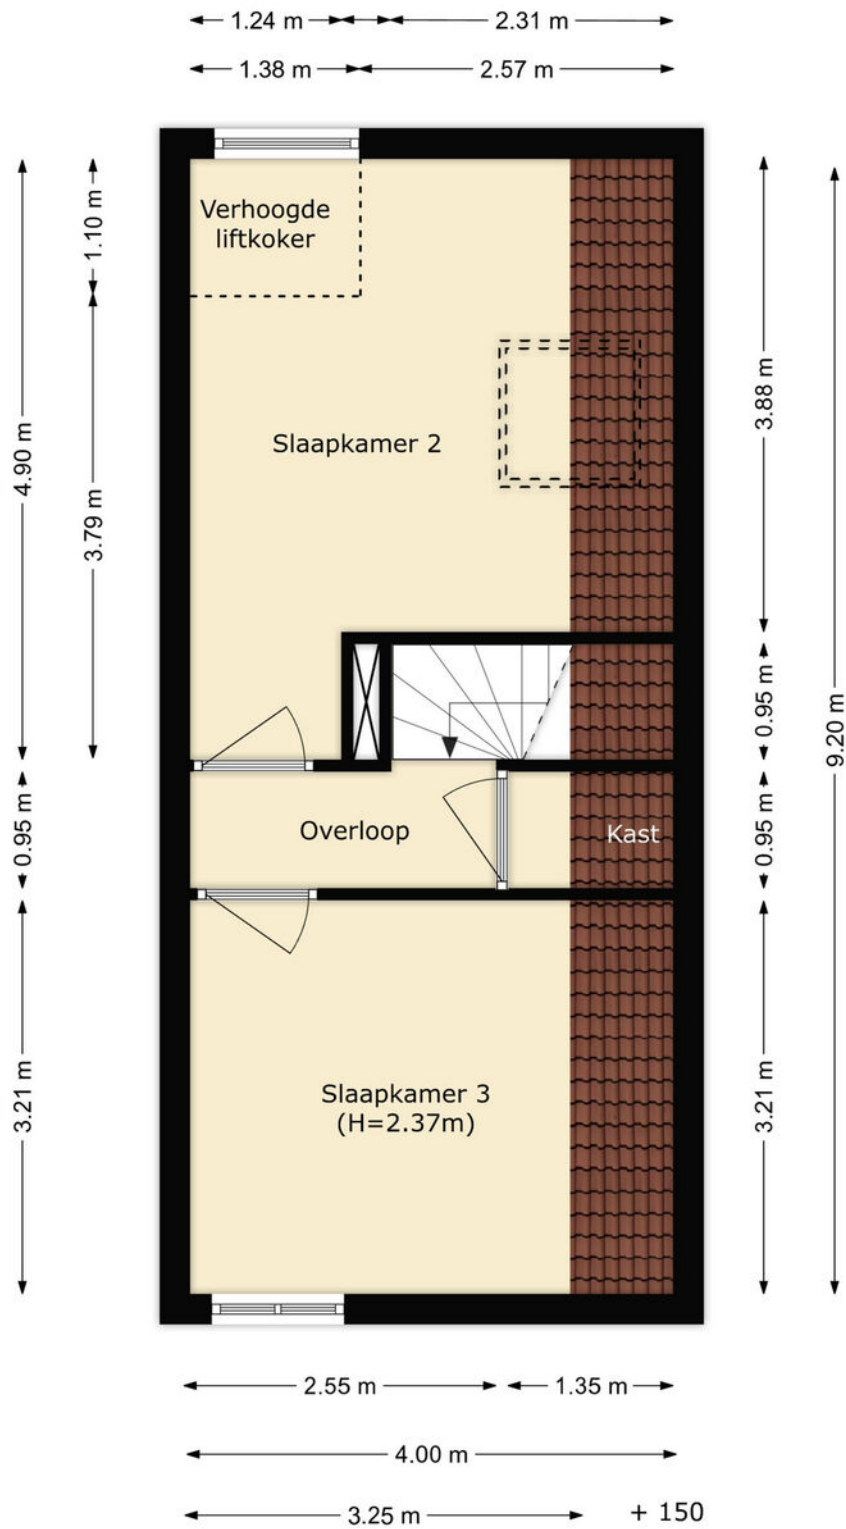 1.24 m 2.31 m
1.38 m 2.57 m
Verhoogde
liftkoker
1.10 m
3.88 m
4.90 m
Slaapkamer 2
3.79 m
0.95 m
9.20 m
0.95 m
Overloop
Kast
0.95 m
3.21 m
Slaapkamer 3
(H=2.37m)
3.21 m
2.55 m 1.35 m
4.00 m
3.25 m + 150